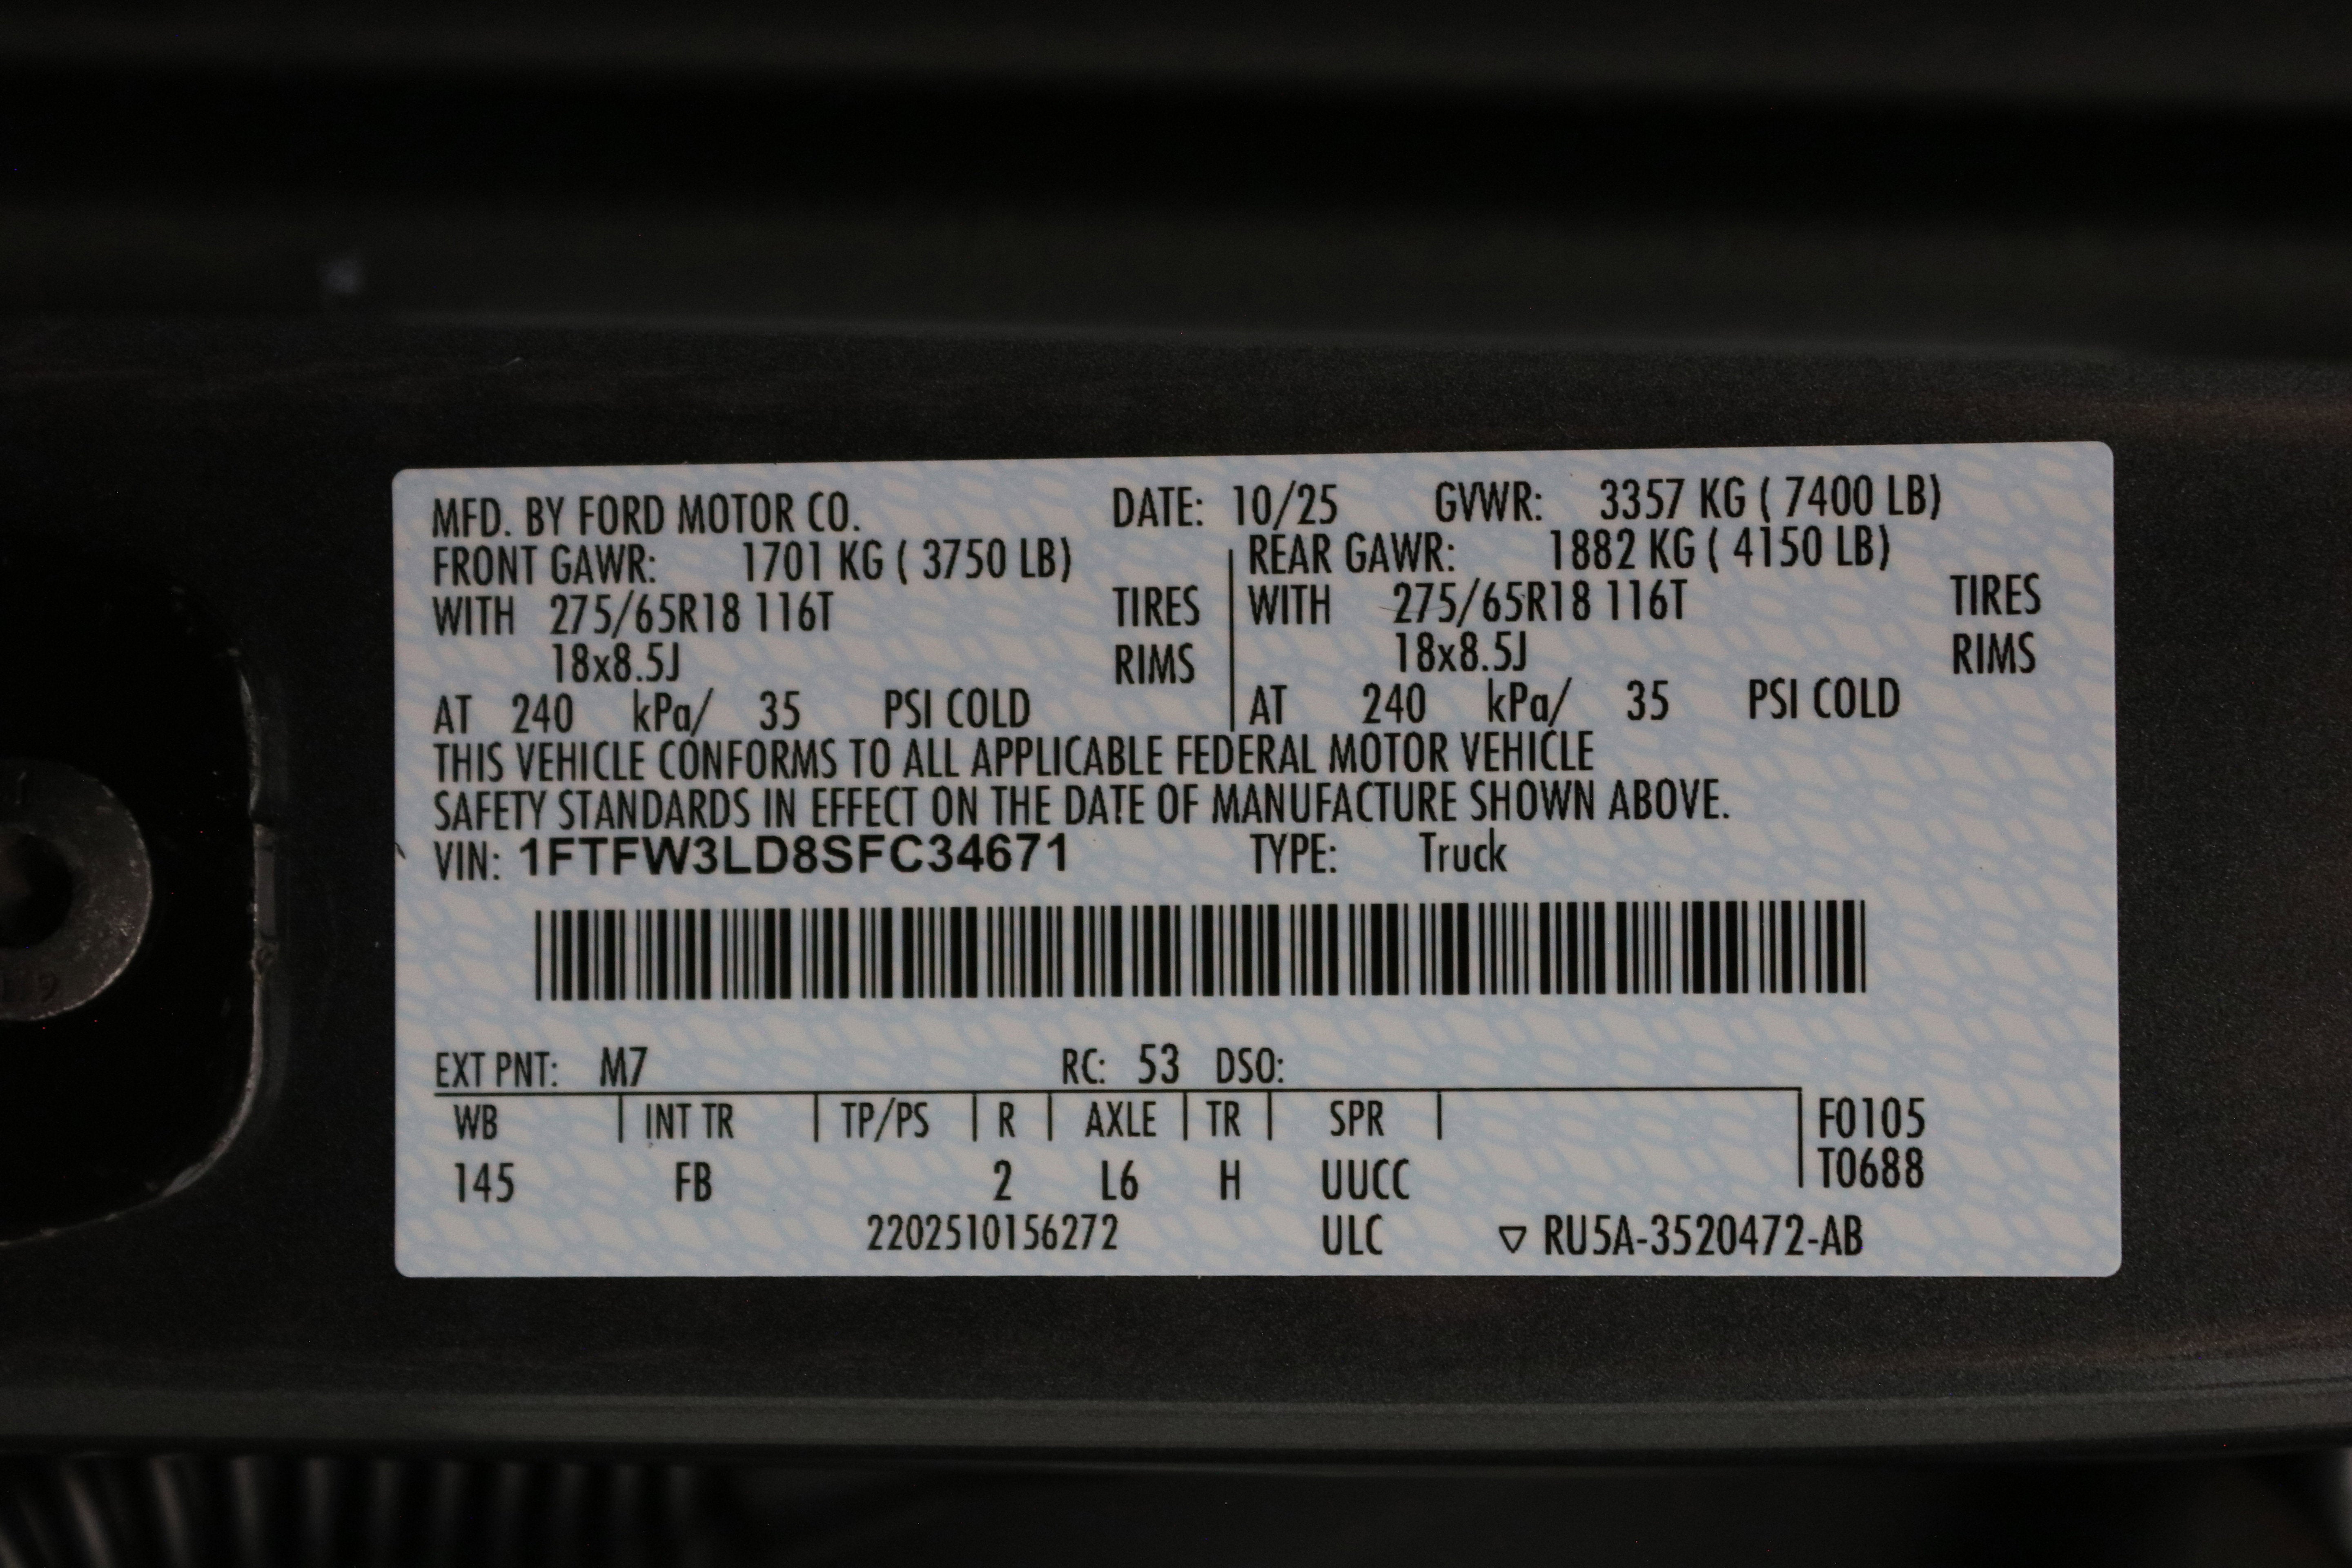 MFD. BY FORD MOTOR CO. DATE: 10/25 GVWR: 3357 KG ( 7400 LB)
FRONT GAWR: 1701 KG ( 3750 LB) REAR GAWR: 1882 KG ( 4150 LB)
WITH 275/65R18 116T TIRES WITH 275/65R18 116T TIRES
18x8.5J RIMS 18x8.5J RIMS
AT 240 kPa/ 35 PSI COLD AT 240 kPa/ 35 PSI COLD
THIS VEHICLE CONFORMS TO ALL APPLICABLE FEDERAL MOTOR VEHICLE
SAFETY STANDARDS IN EFFECT ON THE DATE OF MANUFACTURE SHOWN ABOVE.
VIN: 1FTFW3LD8SFC34671 TYPE: Truck
EXT PNT: M7 RC: 53 DSO:
WB INT TR TP/PS R AXLE TR SPR F0105
T0688
145 FB 2 L6 H UUCC
2202510156272 ULC ▽ RU5A-3520472-AB